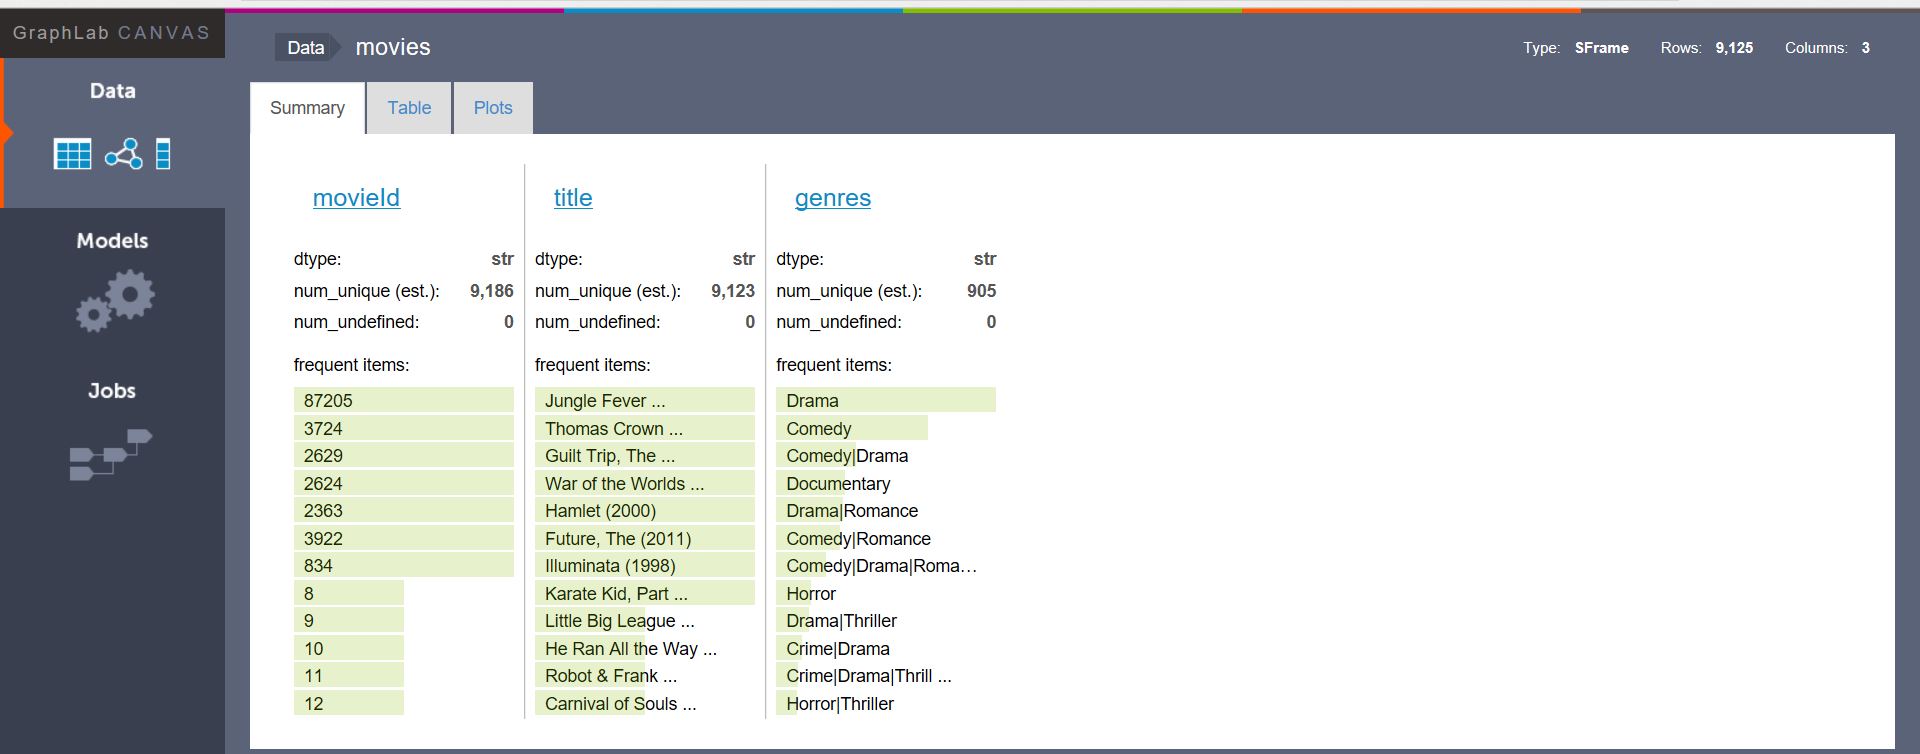 GraphLab CANVAS
Data movies
Type: SFrame Rows: 9,125 Columns: 3
Data
Models
Jobs
Summary Table Plots
movieId
dtype: str
num_unique (est.): 9,186
num_undefined: 0
frequent items:
87205
3724
2629
2624
2363
3922
834
8
9
10
11
12
title
dtype: str
num_unique (est.): 9,123
num_undefined: 0
frequent items:
Jungle Fever ...
Thomas Crown ...
Guilt Trip, The ...
War of the Worlds ...
Hamlet (2000)
Future, The (2011)
Illuminata (1998)
Karate Kid, Part ...
Little Big League ...
He Ran All the Way ...
Robot & Frank ...
Carnival of Souls ...
genres
dtype: str
num_unique (est.): 905
num_undefined: 0
frequent items:
Drama
Comedy
Comedy|Drama
Documentary
Drama|Romance
Comedy|Romance
Comedy|Drama|Roma...
Horror
Drama|Thriller
Crime|Drama
Crime|Drama|Thrill ...
Horror|Thriller